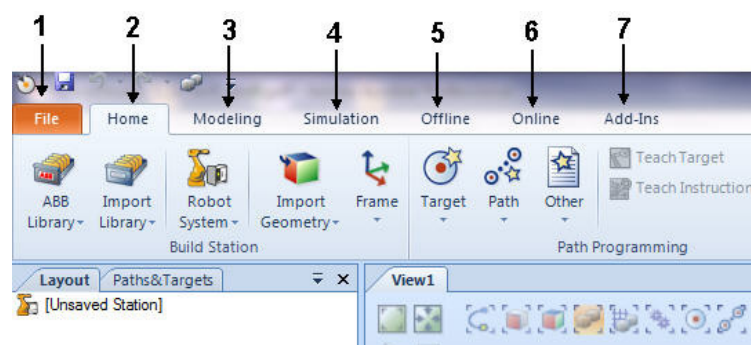 1 2 3 4 5 6 7
File Home Modeling Simulation Offline Online Add-Ins
ABB Library Import Library Robot System Import Geometry Frame Target Path Other Teach Target
Teach Instruction
Build Station Path Programming
Layout Paths&Targets View1
[Unsaved Station]